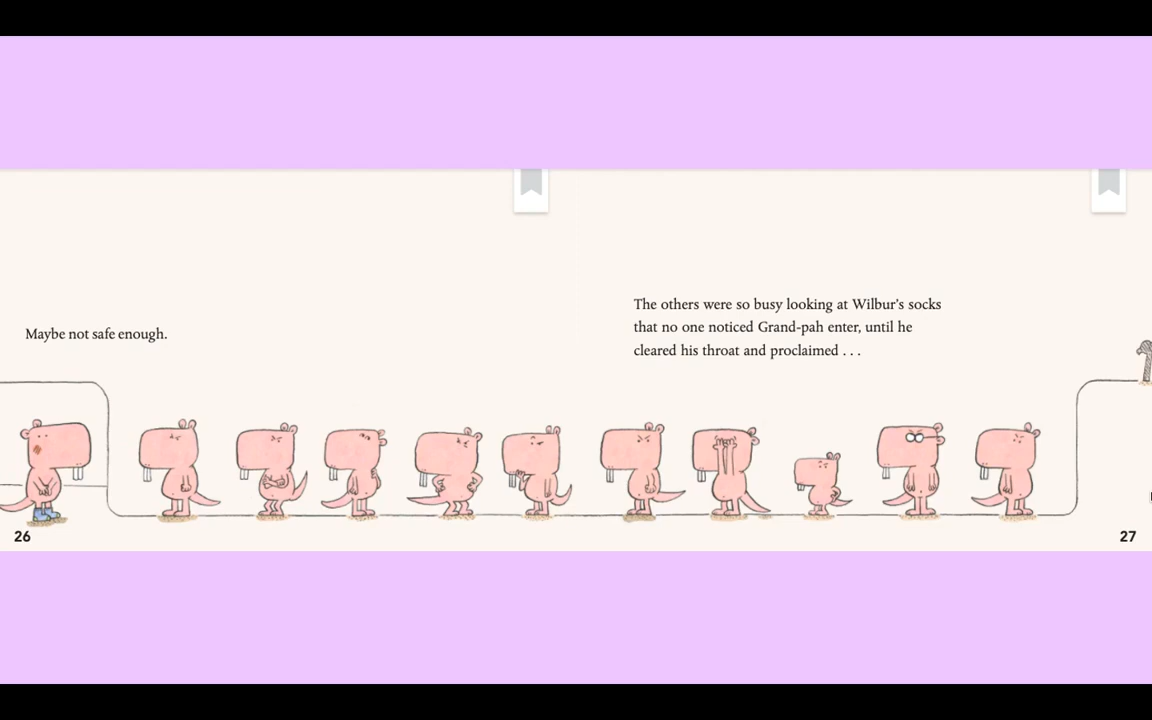 Maybe not safe enough.
The others were so busy looking at Wilbur's socks
that no one noticed Grand-pah enter, until he
cleared his throat and proclaimed . . .
26
27